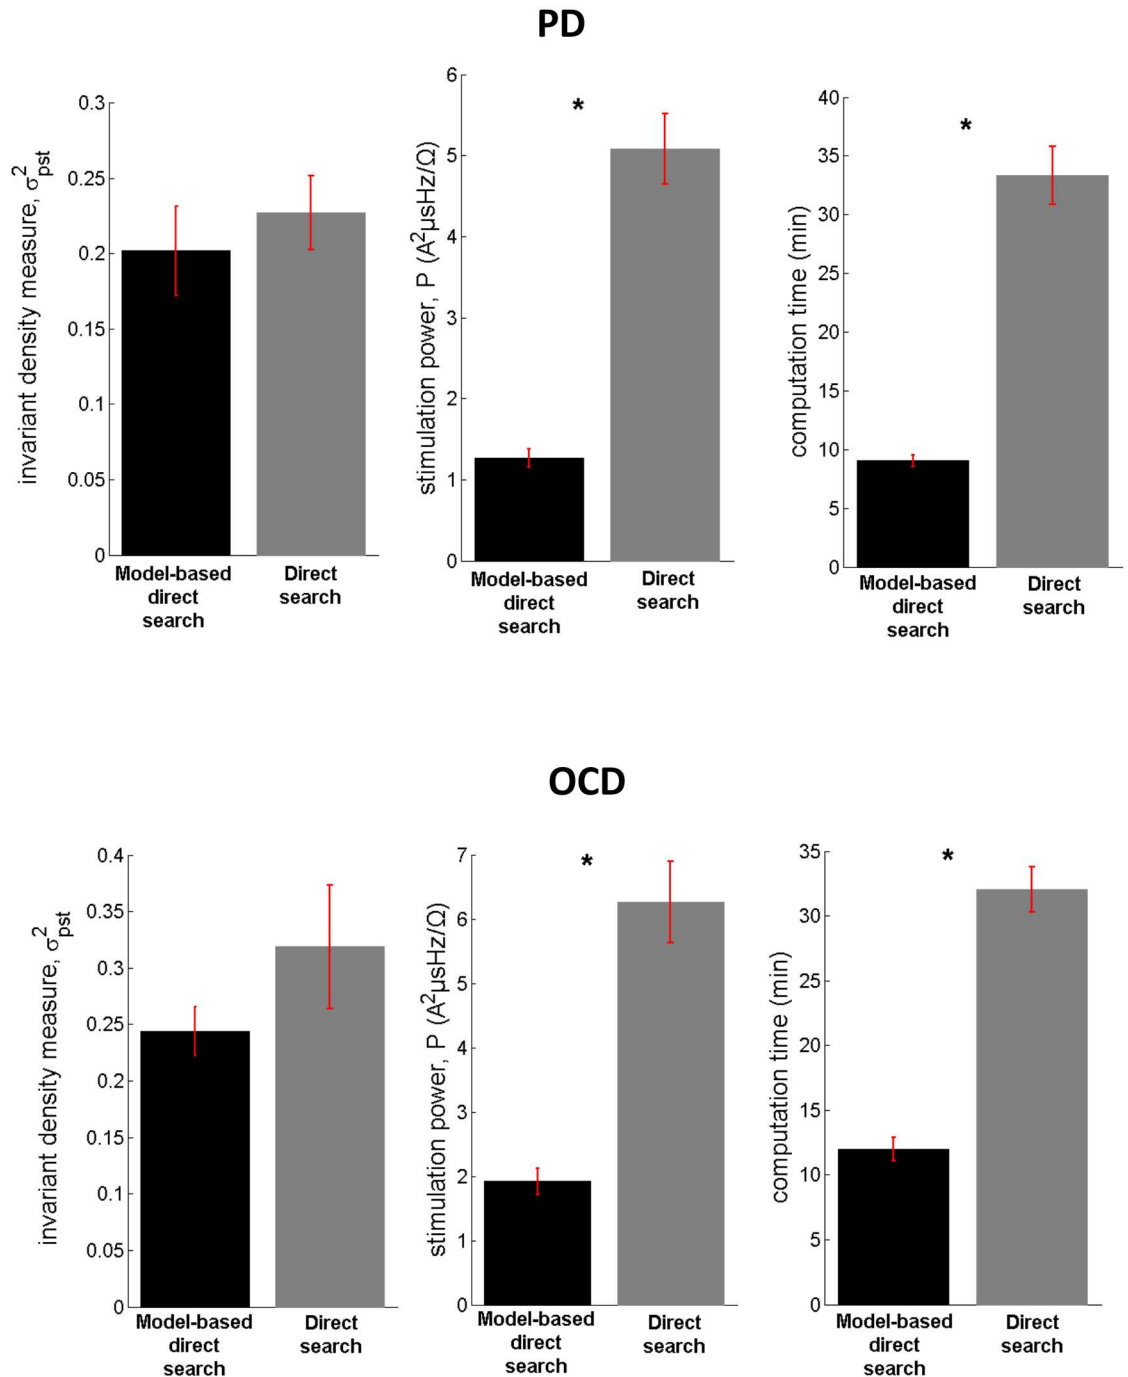 PD
invariant density measure, σ²pst
0.3
0.25
0.2
0.15
0.1
0.05
0
Model-based
direct
search
Direct
search
stimulation power, P (A²µsHz/Ω)
6
5
4
3
2
1
0
*
Model-based
direct
search
Direct
search
computation time (min)
40
35
30
25
20
15
10
5
0
*
Model-based
direct
search
Direct
search
OCD
invariant density measure, σ²pst
0.4
0.35
0.3
0.25
0.2
0.15
0.1
0.05
0
Model-based
direct
search
Direct
search
stimulation power, P (A²µsHz/Ω)
7
6
5
4
3
2
1
0
*
Model-based
direct
search
Direct
search
computation time (min)
35
30
25
20
15
10
5
0
*
Model-based
direct
search
Direct
search